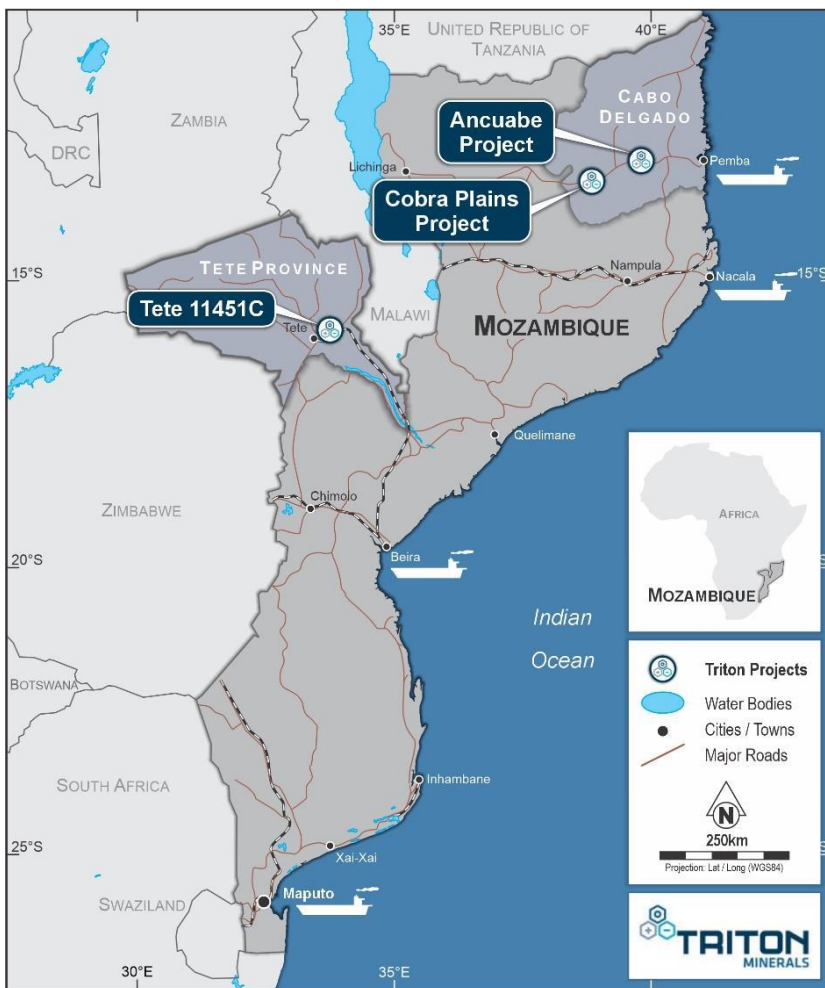 35°E
40°E
UNITED REPUBLIC OF
TANZANIA
CABO
DELGADO
ZAMBIA
Ancuabe
Project
DRC
Lichinga
Pemba
Cobra Plains
Project
TETE PROVINCE
15°S
15°S
Nampula
Nacala
Tete 11451C
Tete
MALAWI
MOZAMBIQUE
Quelimane
ZIMBABWE
Chimoio
AFRICA
Beira
20°S
MOZAMBIQUE
Indian
Ocean
BOTSWANA
Triton Projects
Water Bodies
Cities / Towns
Major Roads
SOUTH AFRICA
Inhambane
N
250km
Projection: Lat / Long (WGS84)
25°S
Xai-Xai
SWAZILAND
Maputo
TRITON
MINERALS
30°E
35°E